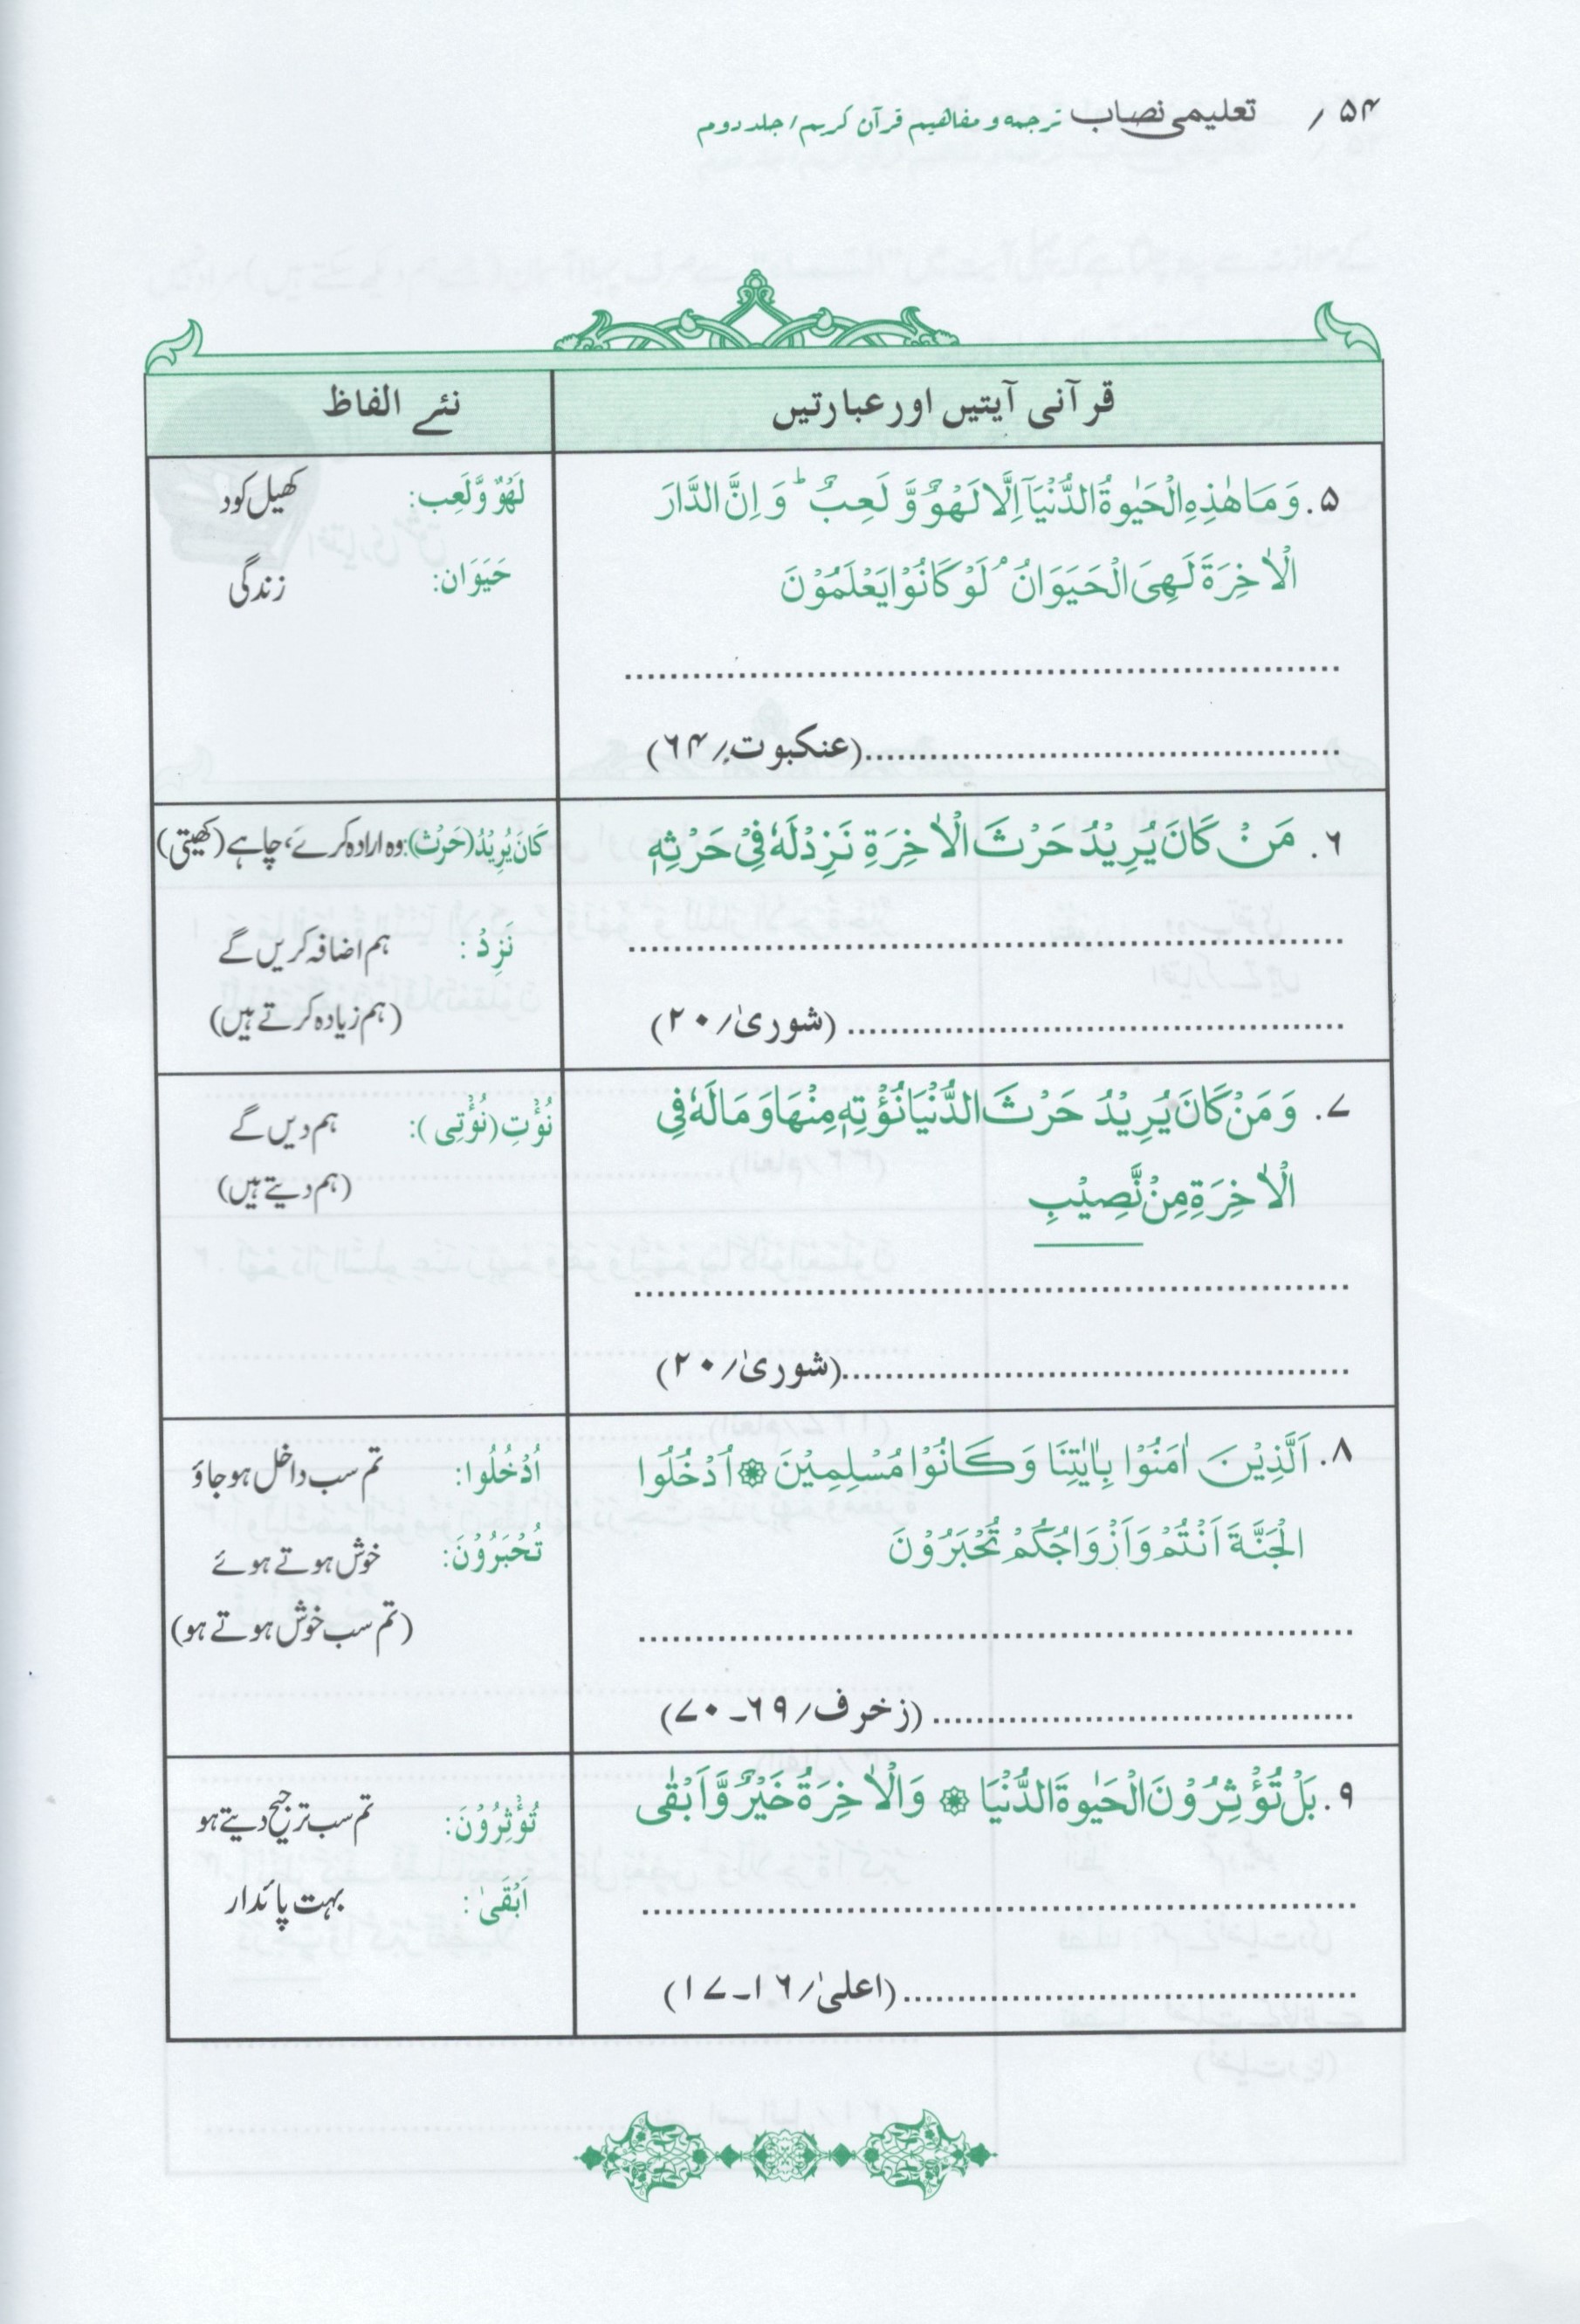 ۵۴ / تعلیمی نصاب ترجمہ و مفاهیم قرآن کریم / جلد دوم
قرآنی آیتیں اور عبارتیں
نئے الفاظ
۵. وَمَا هٰذِهِ الْحَيٰوةُ الدُّنْيَآ اِلَّا لَهْوٌ وَّ لَعِبٌ ؕ وَ اِنَّ الدَّارَ
الْاٰخِرَةَ لَهِيَ الْحَيَوَانُ ۘ لَوْ كَانُوْا يَعْلَمُوْنَ
........................................
........................................(عنکبوت/۶۴)
لَهْوٌ وَّ لَعِب: کھیل کود
حَيَوَان: زندگی
۶. مَنْ كَانَ يُرِيْدُ حَرْثَ الْاٰخِرَةِ نَزِدْ لَهٗ فِيْ حَرْثِهٖ
........................................
........................................ (شوریٰ/۲۰)
كَانَ يُرِيْدُ (حَرْث): وہ ارادہ کرے، چاہے (کھیتی)
نَزِدْ : ہم اضافہ کریں گے
(ہم زیادہ کرتے ہیں)
۷. وَ مَنْ كَانَ يُرِيْدُ حَرْثَ الدُّنْيَا نُؤْتِهٖ مِنْهَا وَمَا لَهٗ فِي
الْاٰخِرَةِ مِنْ نَّصِيْبٍ
........................................
........................................(شوریٰ/۲۰)
نُؤْتِ (نُؤْتِی): ہم دیں گے
(ہم دیتے ہیں)
۸. اَلَّذِيْنَ اٰمَنُوْا بِاٰيٰتِنَا وَ كَانُوْا مُسْلِمِيْنَ ۞ اُدْخُلُوا
الْجَنَّةَ اَنْتُمْ وَ اَزْوَاجُكُمْ تُحْبَرُوْنَ
........................................
........................................ (زخرف/۶۹۔۷۰)
اُدْخُلُوا: تم سب داخل ہو جاؤ
تُحْبَرُوْنَ: خوش ہوتے ہوئے
(تم سب خوش ہوتے ہو)
۹. بَلْ تُؤْثِرُوْنَ الْحَيٰوةَ الدُّنْيَا ۞ وَ الْاٰخِرَةُ خَيْرٌ وَّ اَبْقٰى
........................................
........................................(اعلیٰ/۱۶۔۱۷)
تُؤْثِرُوْنَ: تم سب ترجیح دیتے ہو
اَبْقَىٰ: بہت پائدار